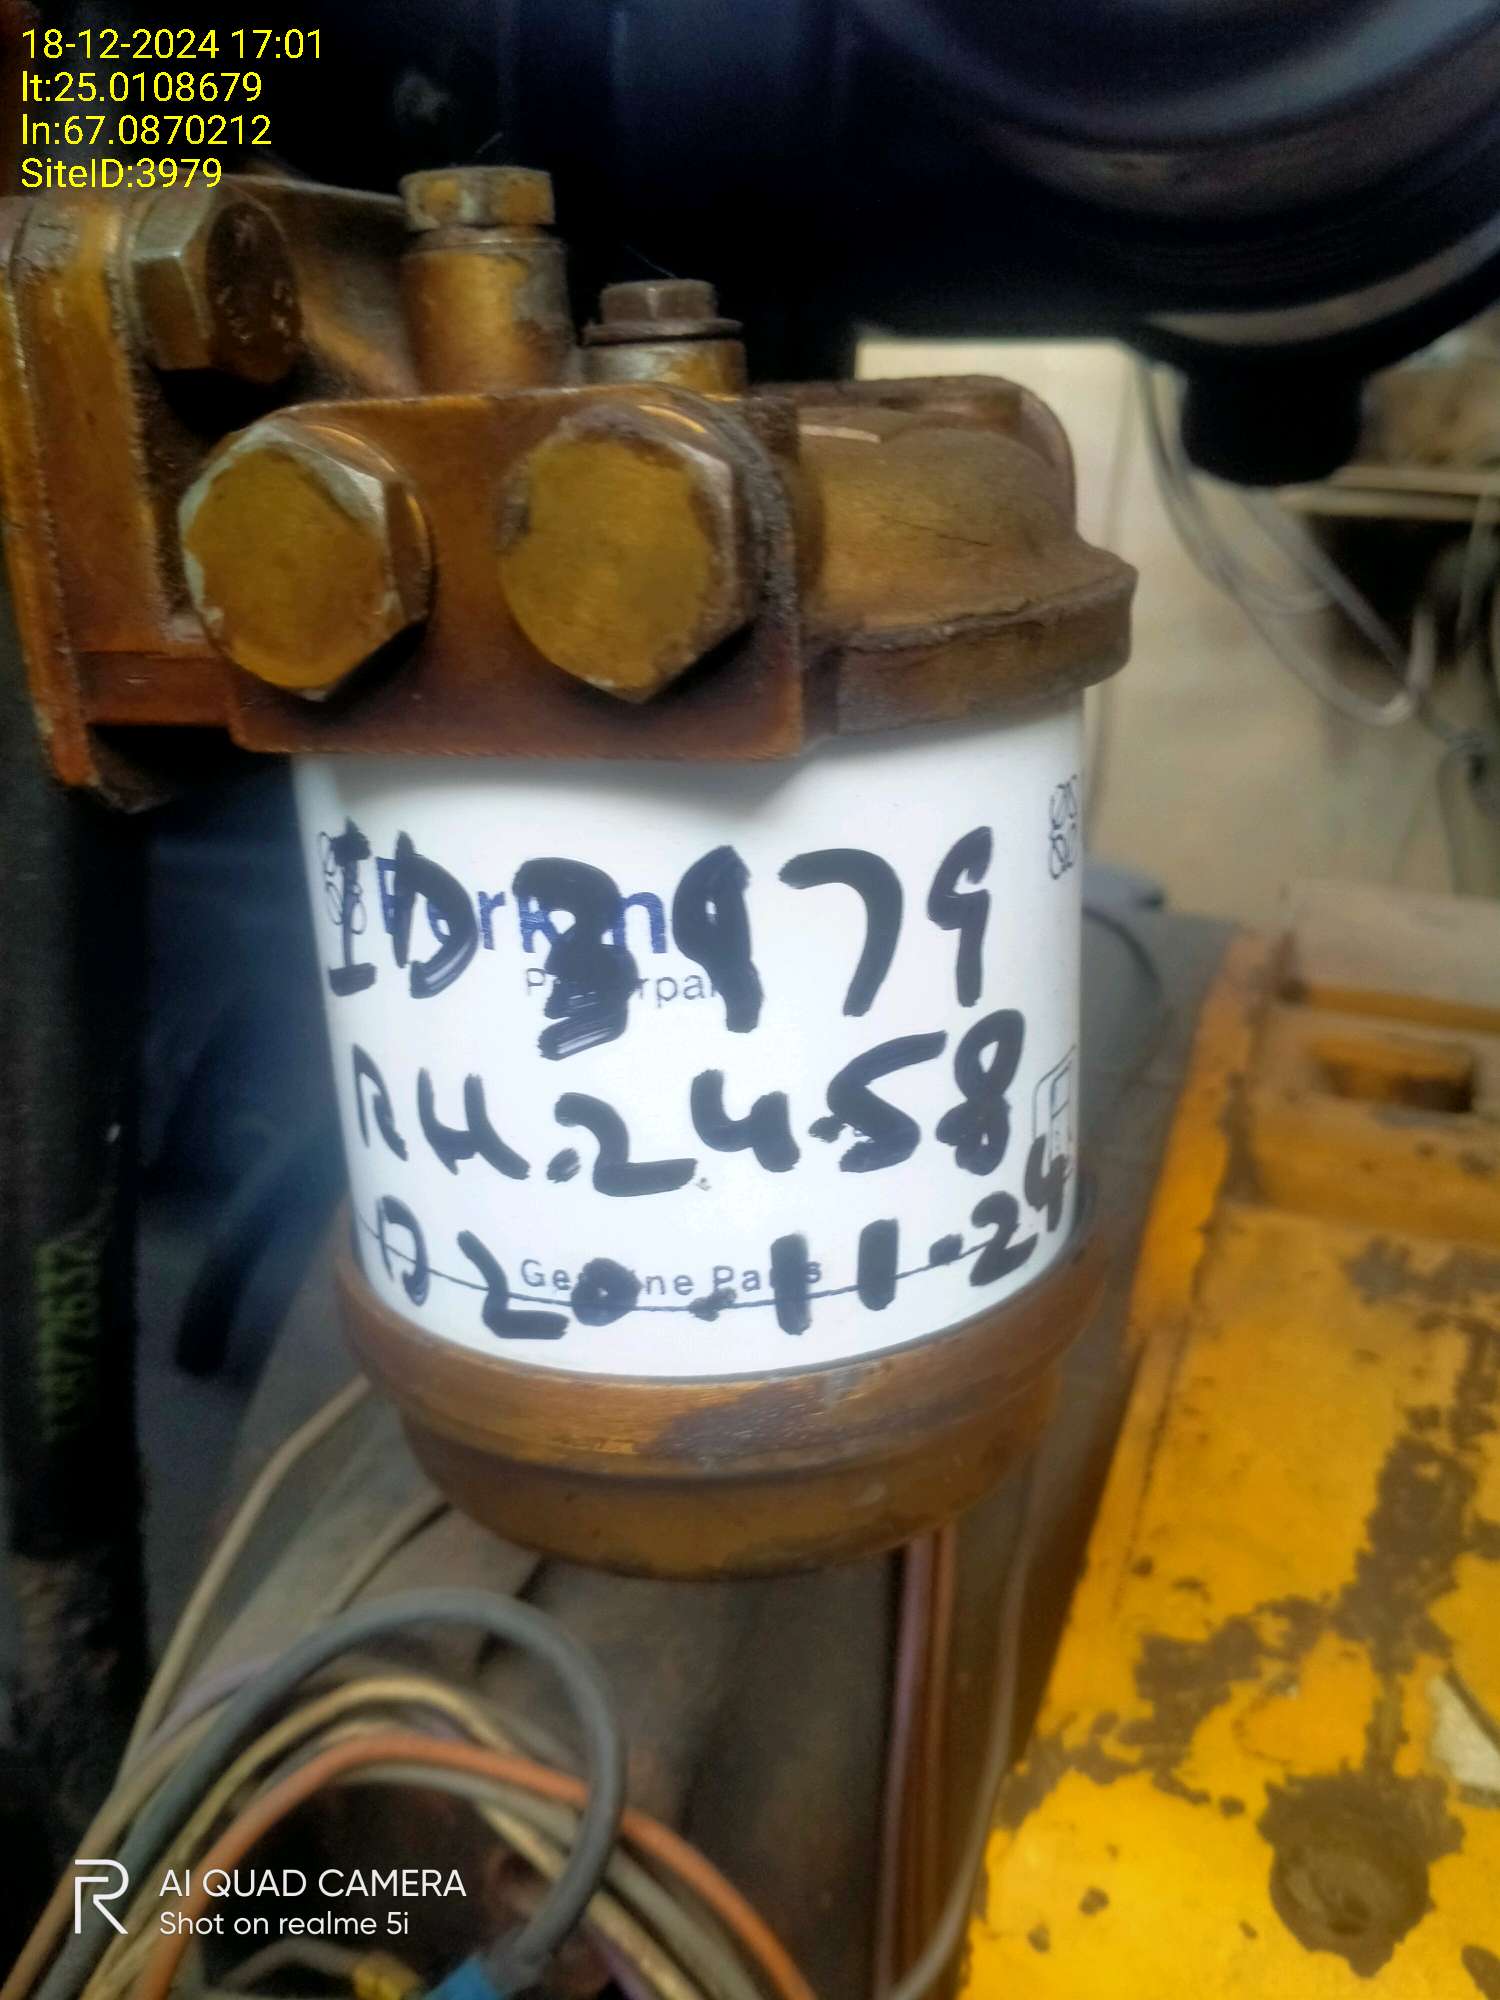 18-12-2024 17:01
lt:25.0108679
ln:67.0870212
SiteID:3979
ID 3979
RH.2458
D 20.11.24
Genuine Parts
AI QUAD CAMERA
Shot on realme 5i